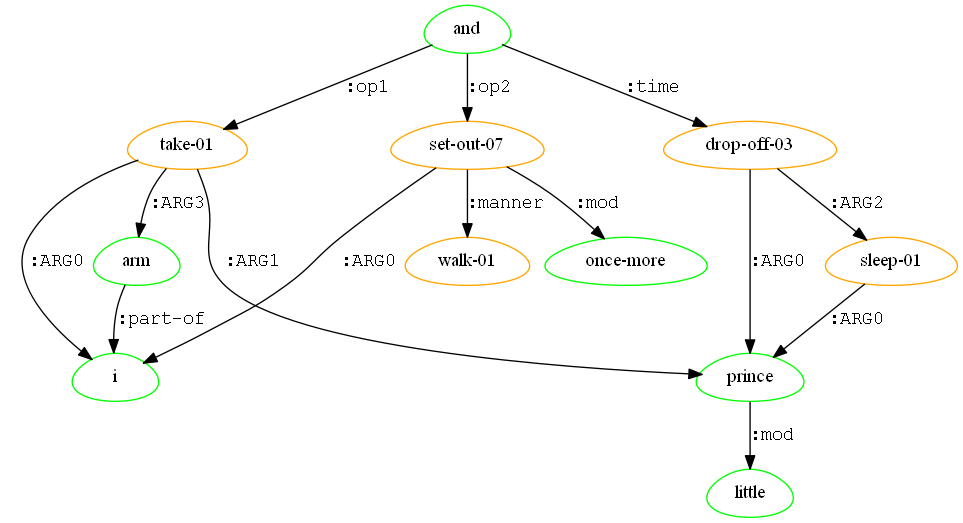 and
:op1 :op2 :time
take-01 set-out-07 drop-off-03
:ARG3 :manner :mod :ARG2
:ARG0 arm :ARG1 :ARG0 walk-01 once-more :ARG0 sleep-01
:part-of :ARG0
i prince
:mod
little